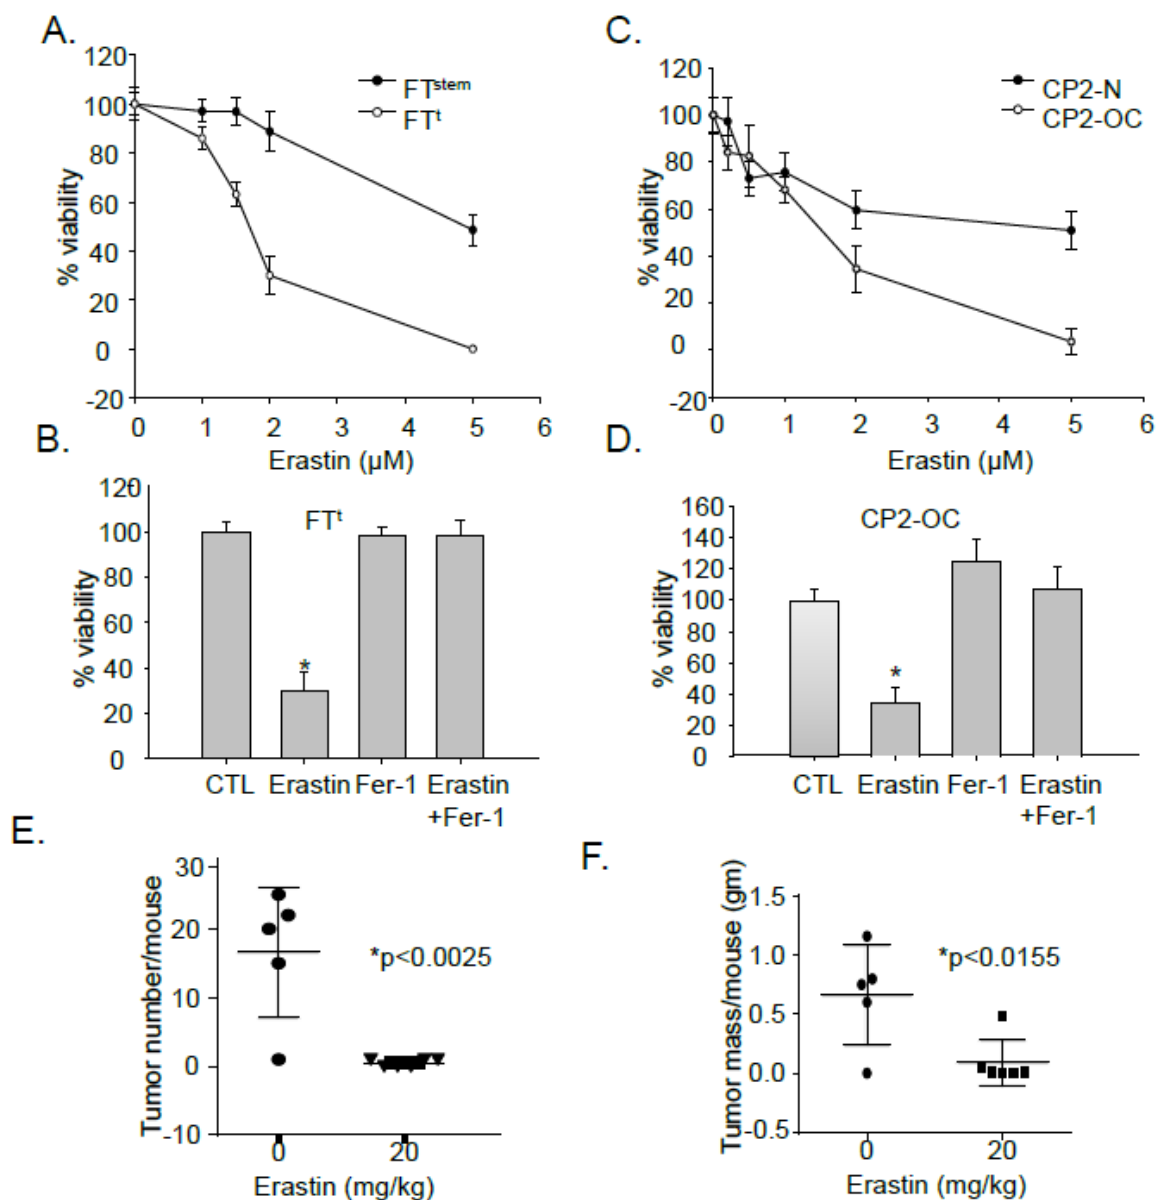 A.
120
100
80
60
40
20
0
-20
% viability
FTstem
FTt
0 1 2 3 4 5 6
Erastin (µM)
C.
120
100
80
60
40
20
0
-20
% viability
CP2-N
CP2-OC
0 1 2 3 4 5 6
Erastin (µM)
B.
120
100
80
60
40
20
0
% viability
FTt
*
CTL Erastin Fer-1 Erastin
+Fer-1
D.
160
140
120
100
80
60
40
20
0
% viability
CP2-OC
*
CTL Erastin Fer-1 Erastin
+Fer-1
E.
30
20
10
0
-10
Tumor number/mouse
*p<0.0025
0 20
Erastin (mg/kg)
F.
1.5
1.0
0.5
0.0
-0.5
Tumor mass/mouse (gm)
*p<0.0155
0 20
Erastin (mg/kg)